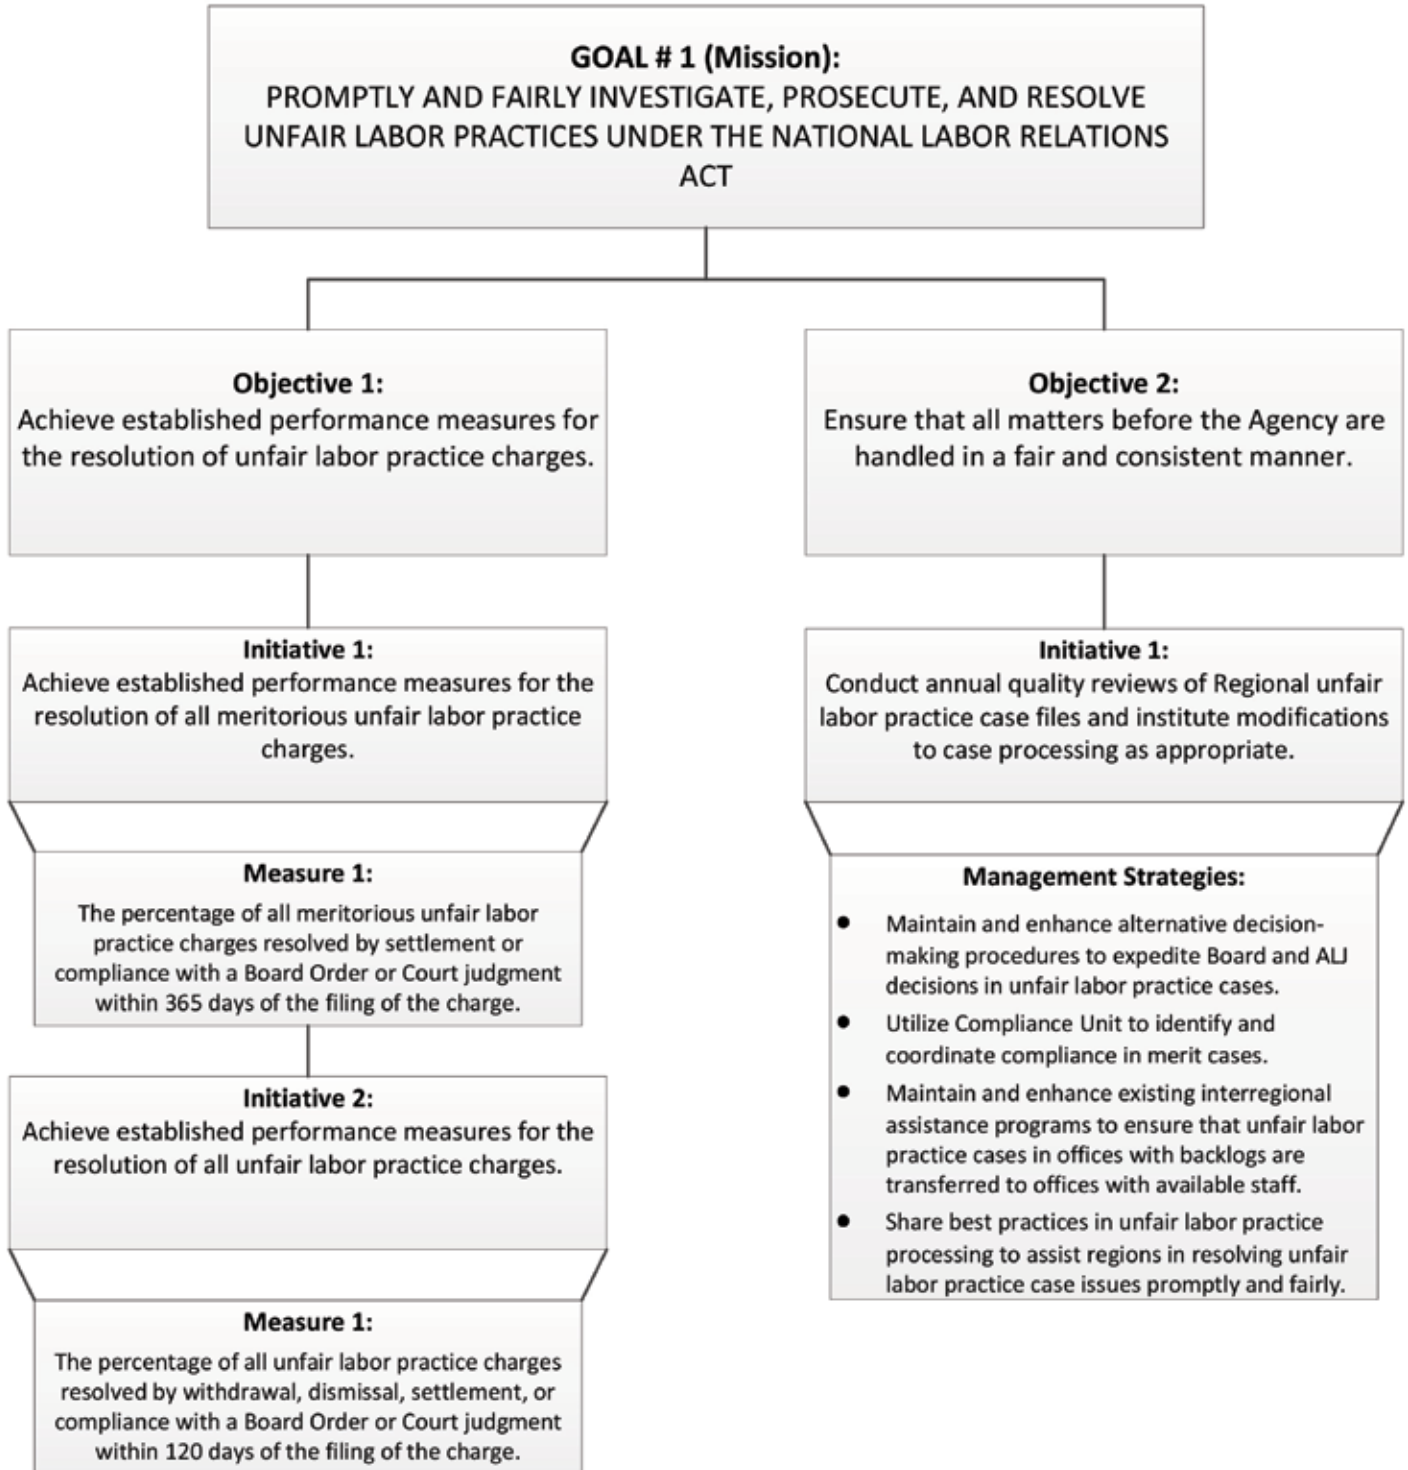 GOAL # 1 (Mission):
PROMPTLY AND FAIRLY INVESTIGATE, PROSECUTE, AND RESOLVE
UNFAIR LABOR PRACTICES UNDER THE NATIONAL LABOR RELATIONS
ACT
Objective 1:
Achieve established performance measures for
the resolution of unfair labor practice charges.
Initiative 1:
Achieve established performance measures for the
resolution of all meritorious unfair labor practice
charges.
Measure 1:
The percentage of all meritorious unfair labor
practice charges resolved by settlement or
compliance with a Board Order or Court judgment
within 365 days of the filing of the charge.
Initiative 2:
Achieve established performance measures for the
resolution of all unfair labor practice charges.
Measure 1:
The percentage of all unfair labor practice charges
resolved by withdrawal, dismissal, settlement, or
compliance with a Board Order or Court judgment
within 120 days of the filing of the charge.
Objective 2:
Ensure that all matters before the Agency are
handled in a fair and consistent manner.
Initiative 1:
Conduct annual quality reviews of Regional unfair
labor practice case files and institute modifications
to case processing as appropriate.
Management Strategies:
● Maintain and enhance alternative decision-
making procedures to expedite Board and ALJ
decisions in unfair labor practice cases.
● Utilize Compliance Unit to identify and
coordinate compliance in merit cases.
● Maintain and enhance existing interregional
assistance programs to ensure that unfair labor
practice cases in offices with backlogs are
transferred to offices with available staff.
● Share best practices in unfair labor practice
processing to assist regions in resolving unfair
labor practice case issues promptly and fairly.